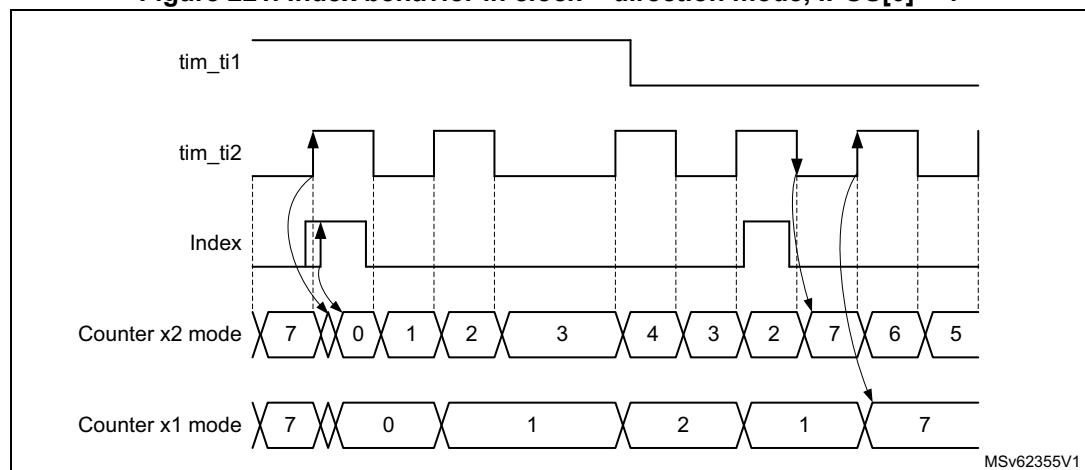 Figure 221. Index behavior in clock + direction mode, IPOS[0] = 1
tim_ti1
tim_ti2
Index
Counter x2 mode 7 0 1 2 3 4 3 2 7 6 5
Counter x1 mode 7 0 1 2 1 7
MSv62355V1